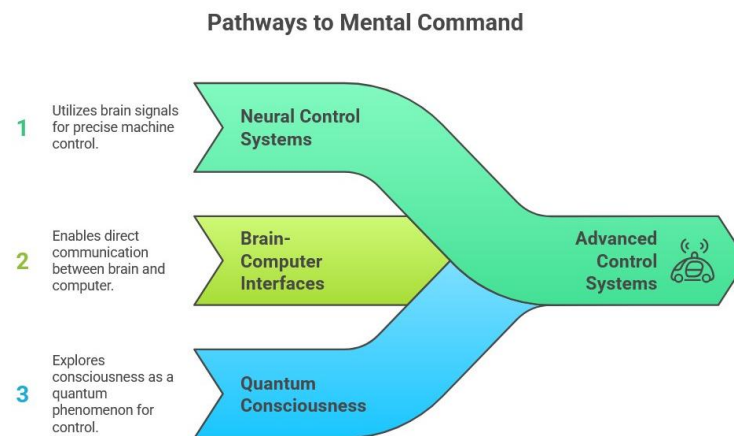 Pathways to Mental Command
1
Utilizes brain signals
for precise machine
control.
Neural Control
Systems
2
Enables direct
communication
between brain and
computer.
Brain-
Computer
Interfaces
Advanced
Control
Systems
3
Explores
consciousness as a
quantum
phenomenon for
control.
Quantum
Consciousness